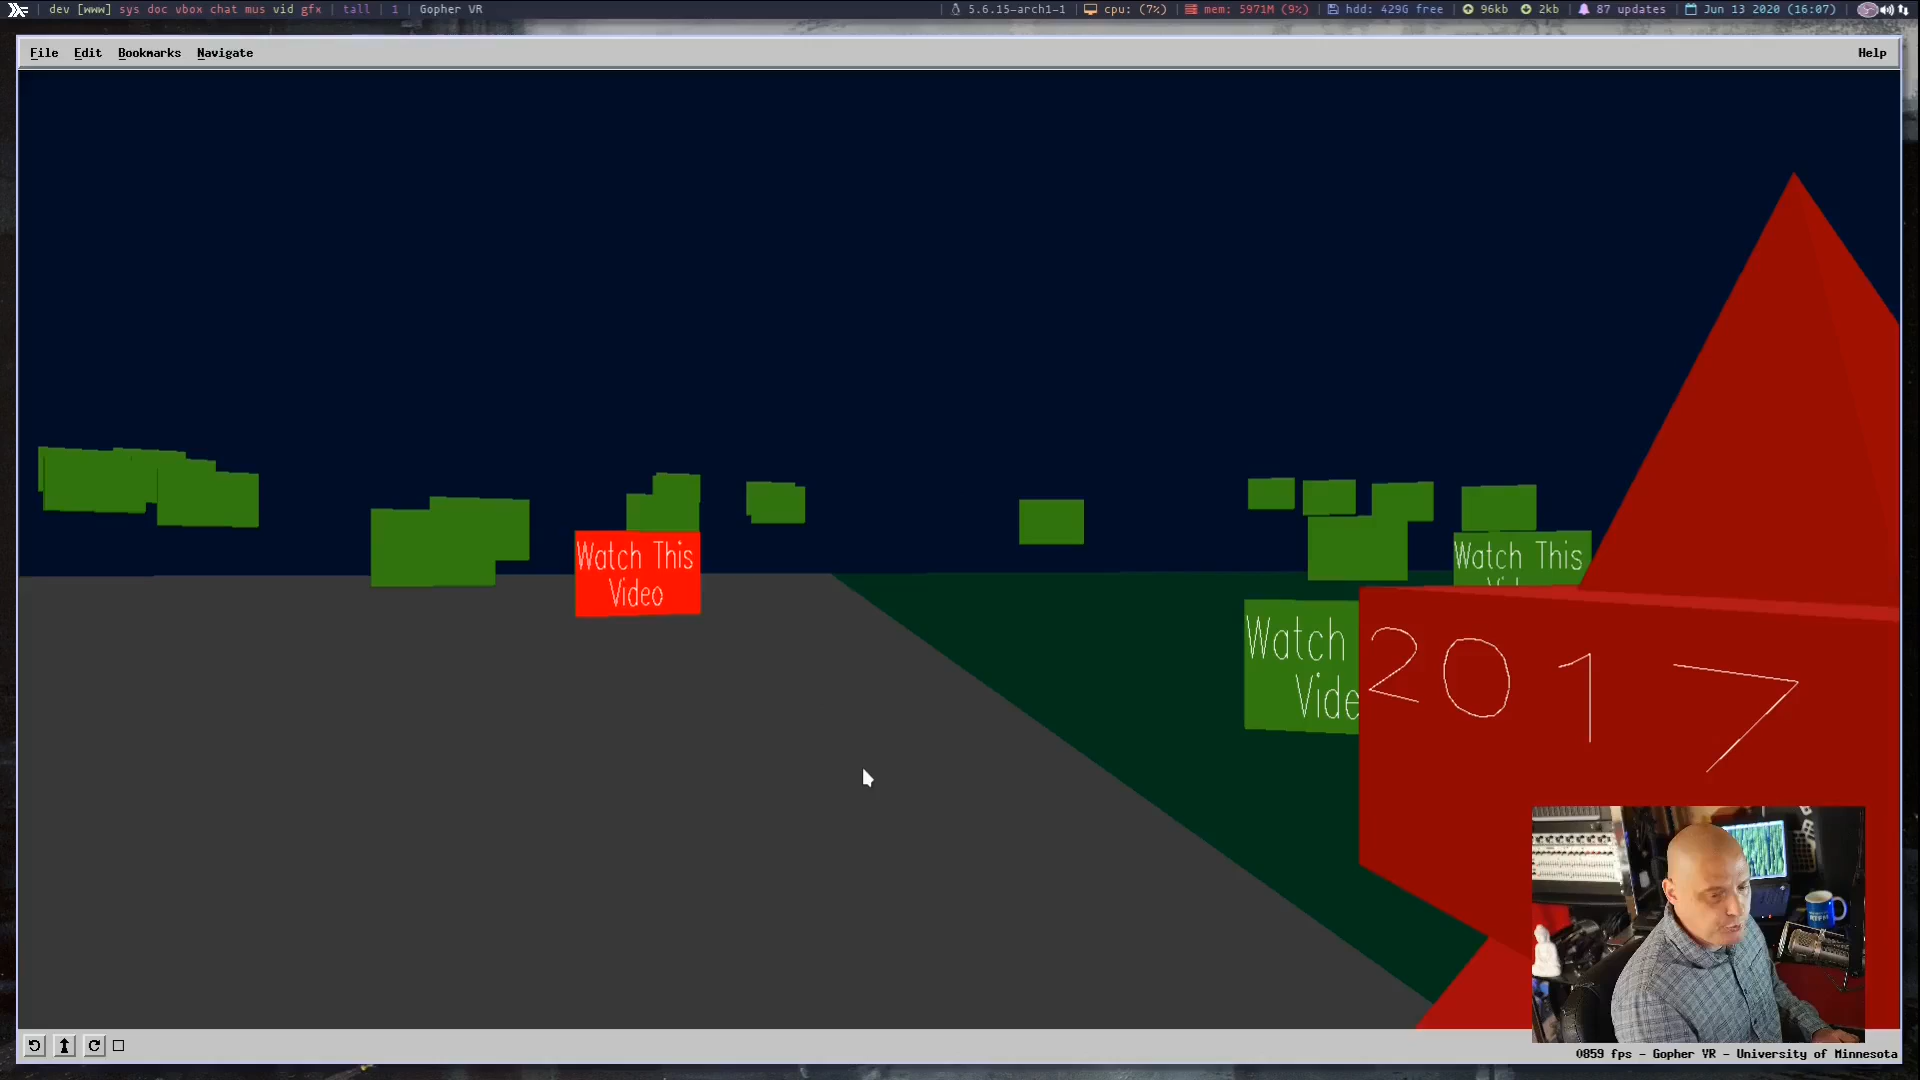 dev [www] sys doc vbox chat mus vid gfx | tall | 1 | Gopher VR
| 5.6.15-arch1-1 | cpu: (7%) | mem: 5971M (9%) | hdd: 429G free | 96kb 2kb | 87 updates | Jun 13 2020 (16:07) |
File Edit Bookmarks Navigate Help
Watch This
Video
Watch This
Watch
Vide
2017
0859 fps - Gopher VR - University of Minnesota